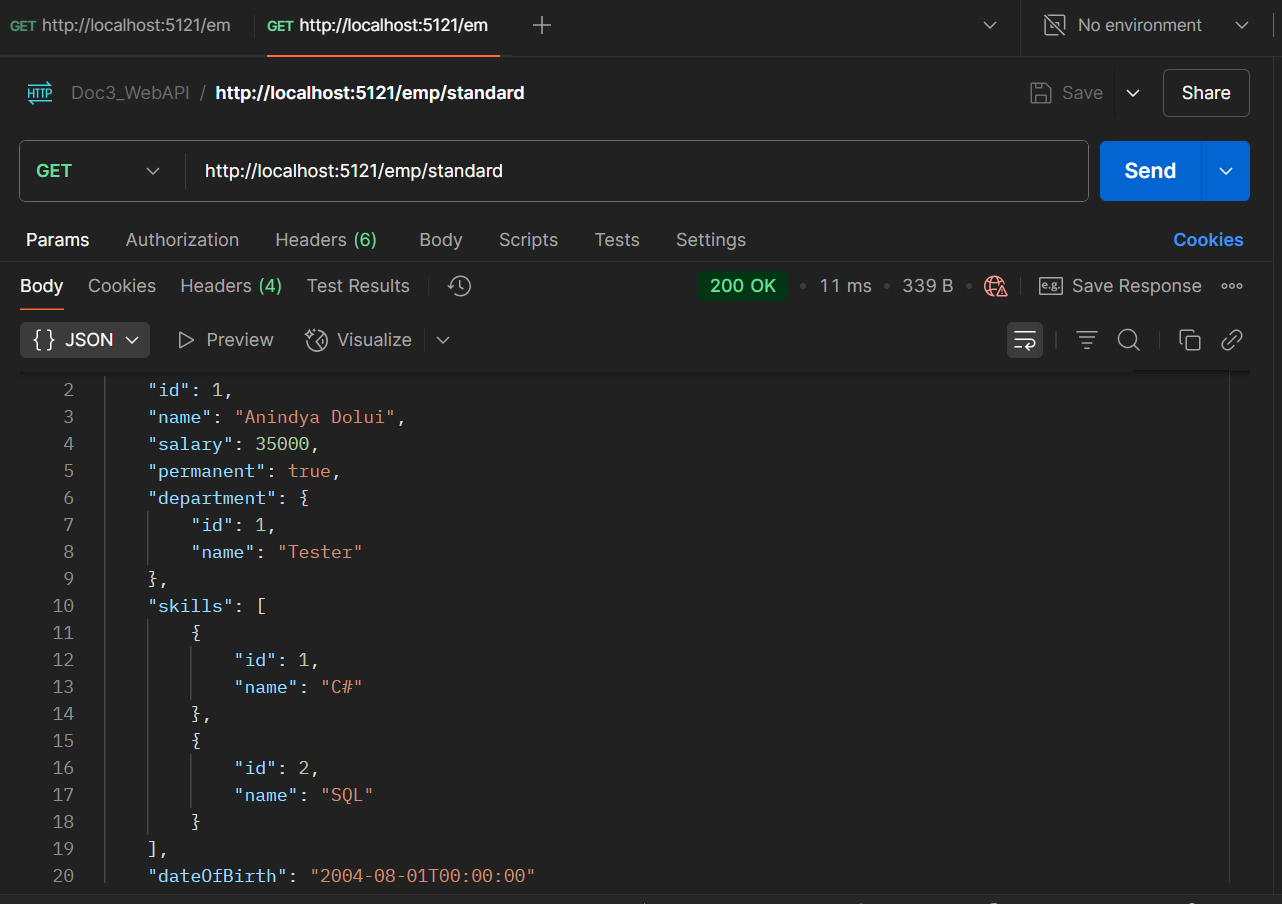 GET http://localhost:5121/em GET http://localhost:5121/em No environment
HTTP Doc3_WebAPI / http://localhost:5121/emp/standard Save Share
GET http://localhost:5121/emp/standard Send
Params Authorization Headers (6) Body Scripts Tests Settings Cookies
Body Cookies Headers (4) Test Results 200 OK • 11 ms • 339 B • e.g. Save Response
{} JSON Preview Visualize
2 "id": 1,
3 "name": "Anindya Dolui",
4 "salary": 35000,
5 "permanent": true,
6 "department": {
7 "id": 1,
8 "name": "Tester"
9 },
10 "skills": [
11 {
12 "id": 1,
13 "name": "C#"
14 },
15 {
16 "id": 2,
17 "name": "SQL"
18 }
19 ],
20 "dateOfBirth": "2004-08-01T00:00:00"